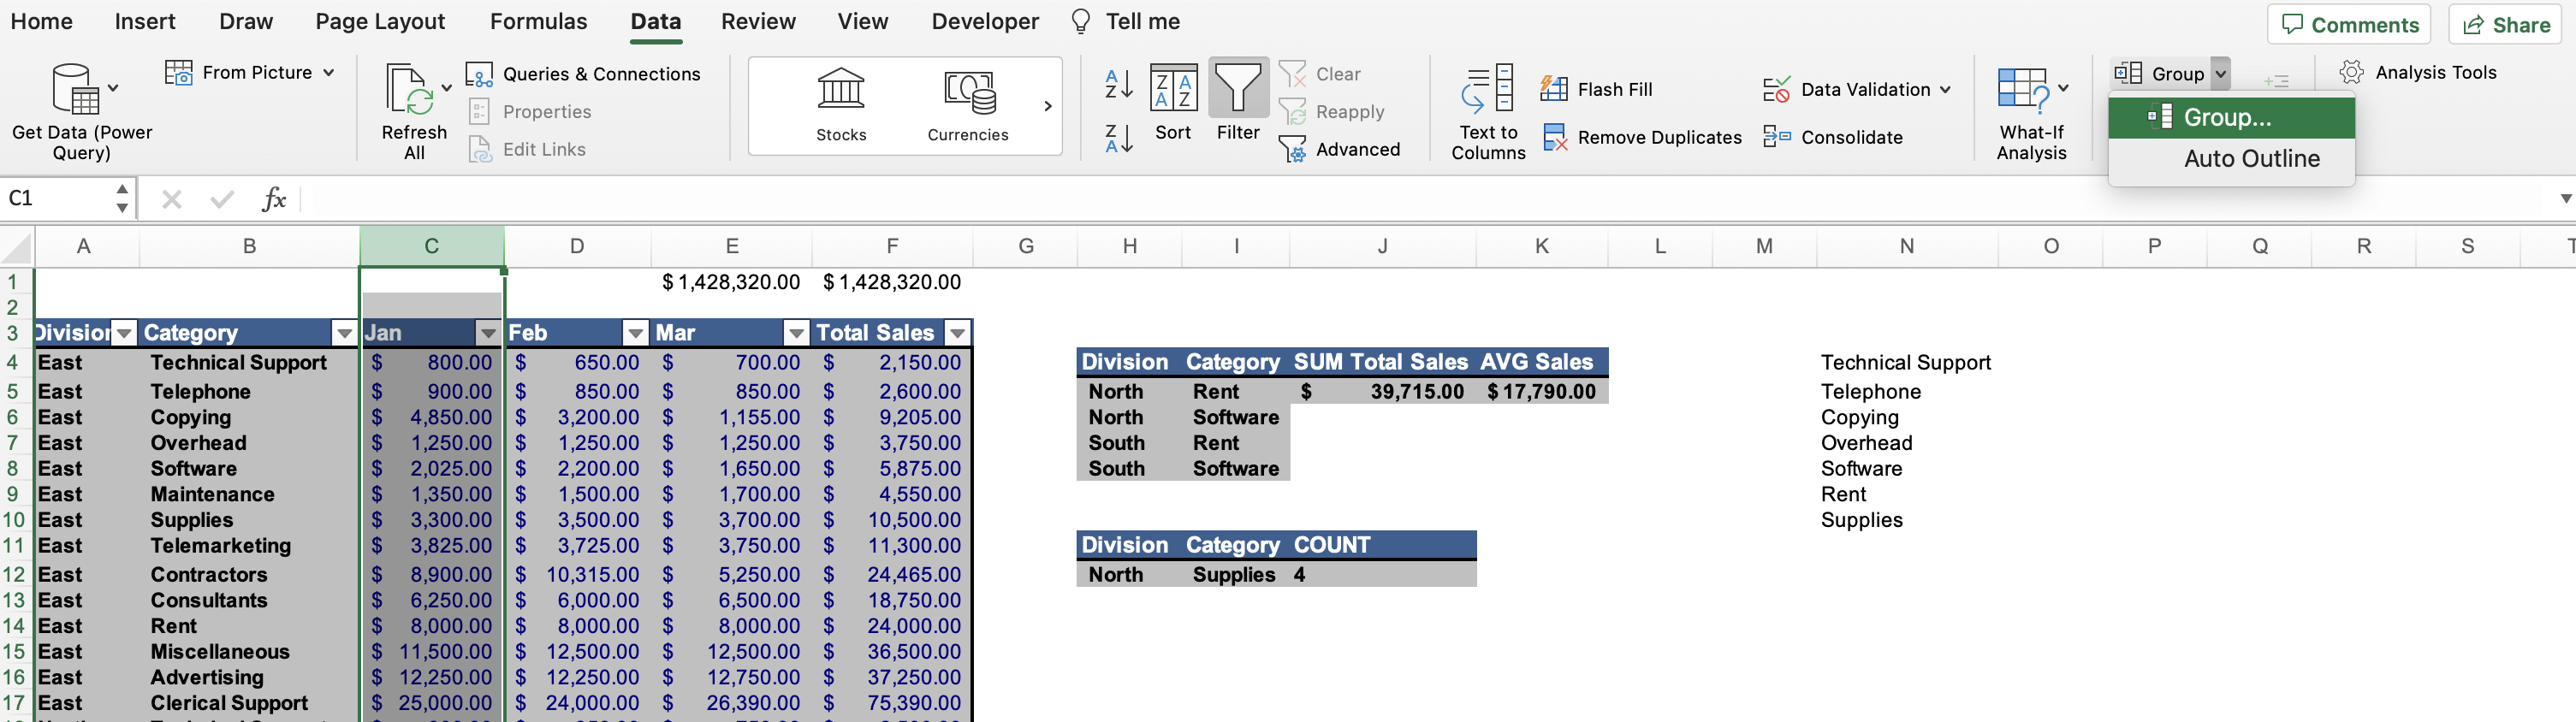 Home Insert Draw Page Layout Formulas Data Review View Developer Tell me Comments Share
Get Data (Power Query)
From Picture
Refresh All
Queries & Connections
Properties
Edit Links
Stocks
Currencies
A Z
Z A
Z A A Z
Sort
Filter
Clear
Reapply
Advanced
Text to Columns
Flash Fill
Remove Duplicates
Data Validation
Consolidate
What-If Analysis
Group
Group...
Auto Outline
Analysis Tools
C1 fx
A B C D E F G H I J K L M N O P Q R S T
1 $ 1,428,320.00 $ 1,428,320.00
2
3 Division Category Jan Feb Mar Total Sales
4 East Technical Support $ 800.00 $ 650.00 $ 700.00 $ 2,150.00 Division Category SUM Total Sales AVG Sales Technical Support
5 East Telephone $ 900.00 $ 850.00 $ 850.00 $ 2,600.00 North Rent $ 39,715.00 $ 17,790.00 Telephone
6 East Copying $ 4,850.00 $ 3,200.00 $ 1,155.00 $ 9,205.00 North Software Copying
7 East Overhead $ 1,250.00 $ 1,250.00 $ 1,250.00 $ 3,750.00 South Rent Overhead
8 East Software $ 2,025.00 $ 2,200.00 $ 1,650.00 $ 5,875.00 South Software Software
9 East Maintenance $ 1,350.00 $ 1,500.00 $ 1,700.00 $ 4,550.00 Rent
10 East Supplies $ 3,300.00 $ 3,500.00 $ 3,700.00 $ 10,500.00 Supplies
11 East Telemarketing $ 3,825.00 $ 3,725.00 $ 3,750.00 $ 11,300.00 Division Category COUNT
12 East Contractors $ 8,900.00 $ 10,315.00 $ 5,250.00 $ 24,465.00 North Supplies 4
13 East Consultants $ 6,250.00 $ 6,000.00 $ 6,500.00 $ 18,750.00
14 East Rent $ 8,000.00 $ 8,000.00 $ 8,000.00 $ 24,000.00
15 East Miscellaneous $ 11,500.00 $ 12,500.00 $ 12,500.00 $ 36,500.00
16 East Advertising $ 12,250.00 $ 12,250.00 $ 12,750.00 $ 37,250.00
17 East Clerical Support $ 25,000.00 $ 24,000.00 $ 26,390.00 $ 75,390.00